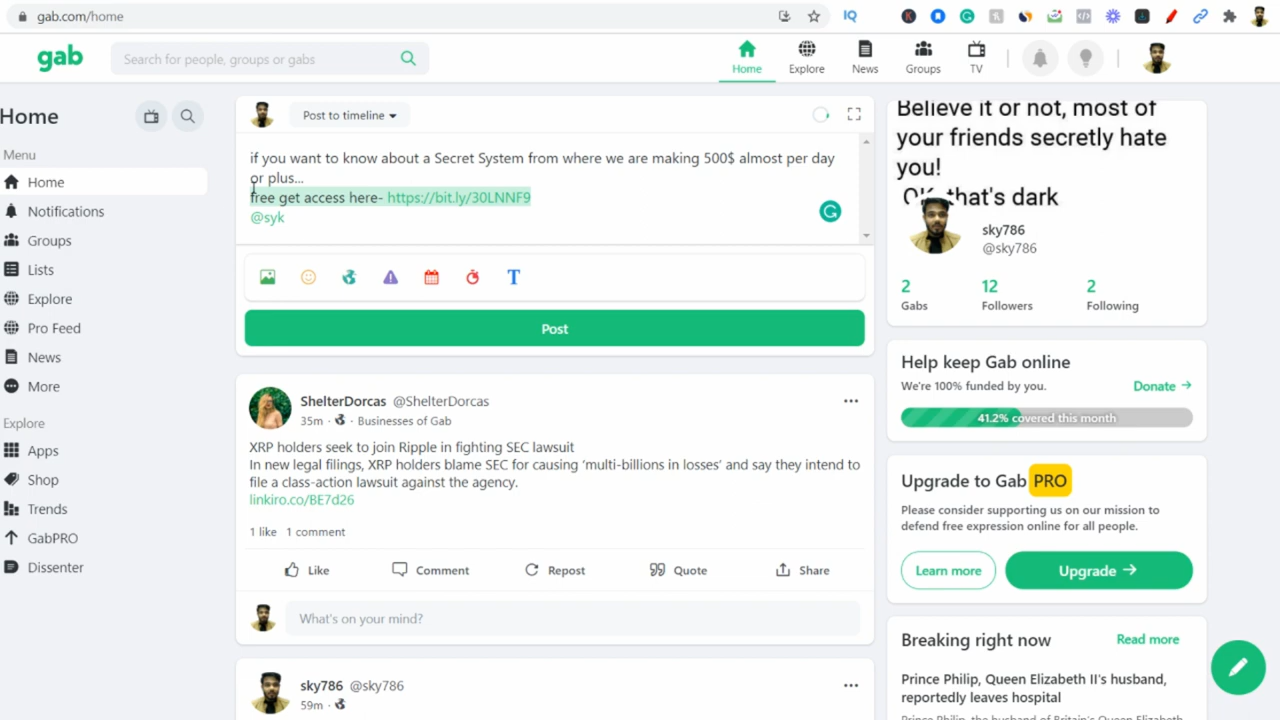 gab.com/home
gab
Search for people, groups or gabs
Home
Explore
News
Groups
TV
Home
Menu
Home
Notifications
Groups
Lists
Explore
Pro Feed
News
More
Explore
Apps
Shop
Trends
GabPRO
Dissenter
Post to timeline
if you want to know about a Secret System from where we are making 500$ almost per day
or plus...
free get access here- https://bit.ly/30LNNF9
@syk
Post
ShelterDorcas @ShelterDorcas
35m · Businesses of Gab
XRP holders seek to join Ripple in fighting SEC lawsuit
In new legal filings, XRP holders blame SEC for causing ‘multi-billions in losses’ and say they intend to
file a class-action lawsuit against the agency.
linkiro.co/BE7d26
1 like 1 comment
Like Comment Repost Quote Share
What's on your mind?
sky786 @sky786
59m ·
Believe it or not, most of
your friends secretly hate
you!
OK, that's dark
sky786
@sky786
2 12 2
Gabs Followers Following
Help keep Gab online
We're 100% funded by you. Donate
41.2% covered this month
Upgrade to Gab PRO
Please consider supporting us on our mission to
defend free expression online for all people.
Learn more Upgrade
Breaking right now Read more
Prince Philip, Queen Elizabeth II's husband,
reportedly leaves hospital
Prince Philip, the husband of Britain's Queen Elizabeth